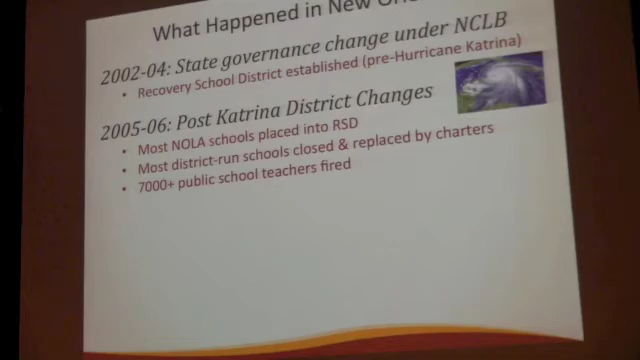 What Happened in New
2002-04: State governance change under NCLB
• Recovery School District established (pre-Hurricane Katrina)
2005-06: Post Katrina District Changes
• Most NOLA schools placed into RSD
• Most district-run schools closed & replaced by charters
• 7000+ public school teachers fired